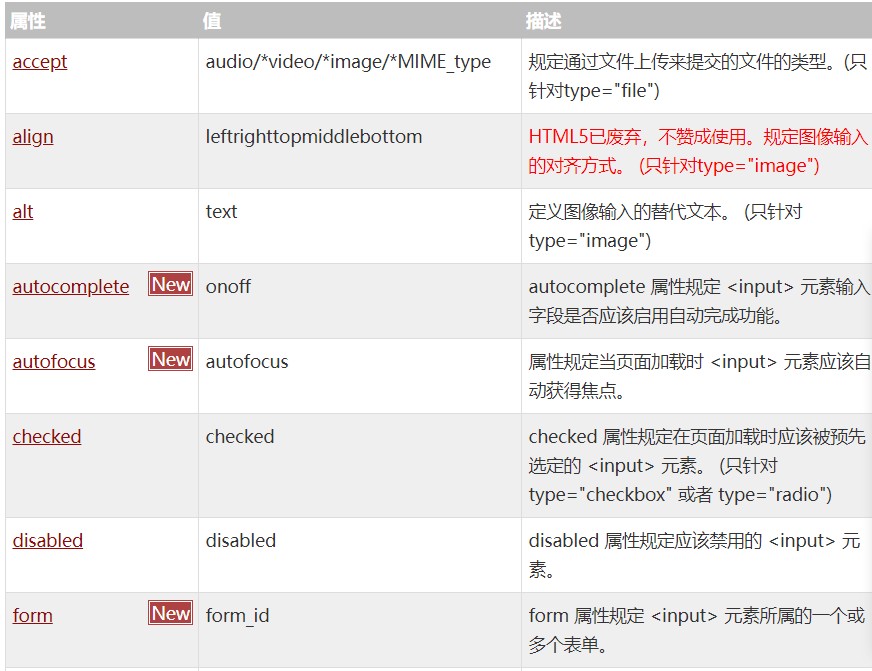 属性 值 描述
accept audio/*video/*image/*MIME_type 规定通过文件上传来提交的文件的类型。(只
针对type="file")
align leftrighttopmiddlebottom HTML5已废弃，不赞成使用。规定图像输入
的对齐方式。 (只针对type="image")
alt text 定义图像输入的替代文本。 (只针对
type="image")
autocomplete New onoff autocomplete 属性规定 <input> 元素输入
字段是否应该启用自动完成功能。
autofocus New autofocus 属性规定当页面加载时 <input> 元素应该自
动获得焦点。
checked checked checked 属性规定在页面加载时应该被预先
选定的 <input> 元素。 (只针对
type="checkbox" 或者 type="radio")
disabled disabled disabled 属性规定应该禁用的 <input> 元
素。
form New form_id form 属性规定 <input> 元素所属的一个或
多个表单。